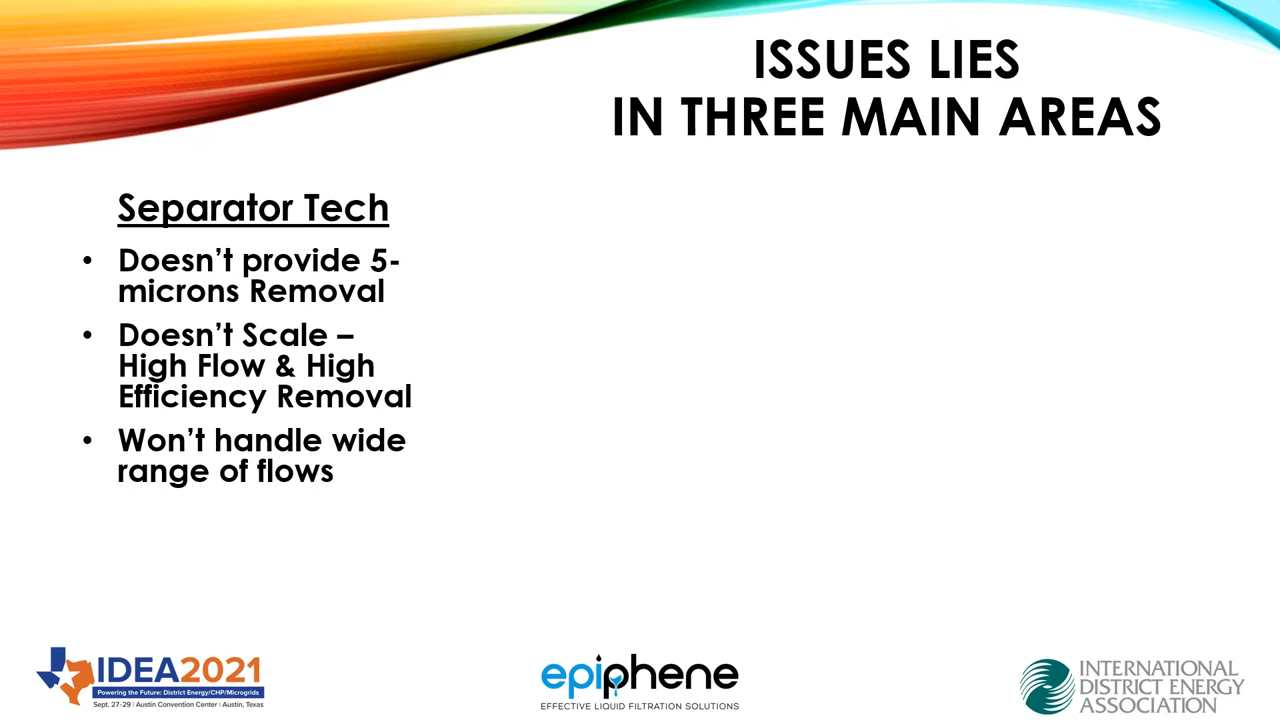 ISSUES LIES
IN THREE MAIN AREAS
Separator Tech
• Doesn’t provide 5-
microns Removal
• Doesn’t Scale –
High Flow & High
Efficiency Removal
• Won’t handle wide
range of flows
IDEA2021
Powering the Future: District Energy/CHP/Microgrids
Sept. 27-29 | Austin Convention Center | Austin, Texas
epiphene
EFFECTIVE LIQUID FILTRATION SOLUTIONS
INTERNATIONAL
DISTRICT ENERGY
ASSOCIATION